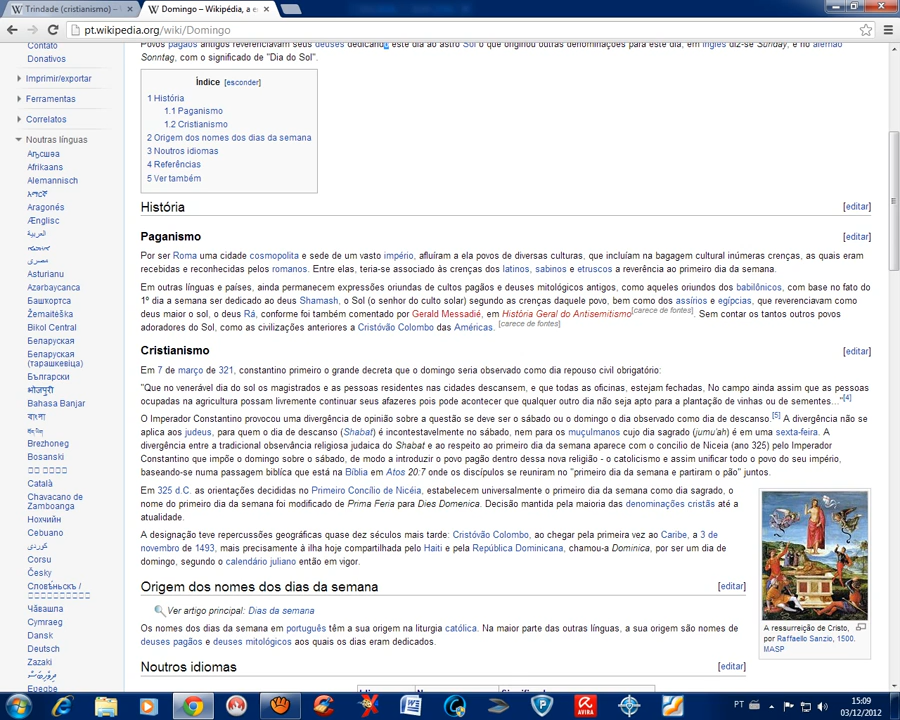 Trindade (cristianismo) – W
Domingo – Wikipédia, a e
pt.wikipedia.org/wiki/Domingo
Contato
Donativos
Imprimir/exportar
Ferramentas
Correlatos
Noutras línguas
Аҧсшәа
Afrikaans
Alemannisch
አማርኛ
Aragonés
Ænglisc
العربية
مصرى
Asturianu
Azərbaycanca
Башҡортса
Žemaitėška
Bikol Central
Беларуская
Беларуская
(тарашкевіца)
Български
भोजपुरी
Bahasa Banjar
বাংলা
Brezhoneg
Bosanski
Català
Chavacano de
Zamboanga
Нохчийн
Cebuano
کوردی
Corsu
Česky
Словѣ́ньскъ /
Чӑвашла
Cymraeg
Dansk
Deutsch
Zazaki
Eʋegbe
Povos pagãos antigos reverenciavam seus deuses dedicando este dia ao astro Sol o que originou outras denominações para este dia, em inglês diz-se Sunday, e no alemão
Sonntag, com o significado de "Dia do Sol".
Índice [esconder]
1 História
1.1 Paganismo
1.2 Cristianismo
2 Origem dos nomes dos dias da semana
3 Noutros idiomas
4 Referências
5 Ver também
História [editar]
Paganismo [editar]
Por ser Roma uma cidade cosmopolita e sede de um vasto império, afluíram a ela povos de diversas culturas, que incluíam na bagagem cultural inúmeras crenças, as quais eram
recebidas e reconhecidas pelos romanos. Entre elas, teria-se associado às crenças dos latinos, sabinos e etruscos a reverência ao primeiro dia da semana.
Em outras línguas e países, ainda permanecem expressões oriundas de cultos pagãos e deuses mitológicos antigos, como aqueles oriundos dos babilônicos, com base no fato do
1º dia a semana ser dedicado ao deus Shamash, o Sol (o senhor do culto solar) segundo as crenças daquele povo, bem como dos assírios e egípcias, que reverenciavam como
deus maior o sol, o deus Rá, conforme foi também comentado por Gerald Messadié, em História Geral do Antisemitismo[carece de fontes]. Sem contar os tantos outros povos
adoradores do Sol, como as civilizações anteriores a Cristóvão Colombo das Américas. [carece de fontes]
Cristianismo [editar]
Em 7 de março de 321, constantino primeiro o grande decreta que o domingo seria observado como dia repouso civil obrigatório:
"Que no venerável dia do sol os magistrados e as pessoas residentes nas cidades descansem, e que todas as oficinas, estejam fechadas, No campo ainda assim que as pessoas
ocupadas na agricultura possam livremente continuar seus afazeres pois pode acontecer que qualquer outro dia não seja apto para a plantação de vinhas ou de sementes..."[4]
O Imperador Constantino provocou uma divergência de opinião sobre a questão se deve ser o sábado ou o domingo o dia observado como dia de descanso.[5] A divergência não se
aplica aos judeus, para quem o dia de descanso (Shabat) é incontestavelmente no sábado, nem para os muçulmanos cujo dia sagrado (jumu'ah) é em uma sexta-feira. A
divergência entre a tradicional observância religiosa judaica do Shabat e ao respeito ao primeiro dia da semana aparece com o concilio de Niceia (ano 325) pelo Imperador
Constantino que impõe o domingo sobre o sábado, de modo a introduzir o povo pagão dentro dessa nova religião - o catolicismo e assim unificar todo o povo do seu império,
baseando-se numa passagem bíblica que está na Bíblia em Atos 20:7 onde os discípulos se reuniram no "primeiro dia da semana e partiram o pão" juntos.
Em 325 d.C. as orientações decididas no Primeiro Concílio de Nicéia, estabelecem universalmente o primeiro dia da semana como dia sagrado, o
nome do primeiro dia da semana foi modificado de Prima Feria para Dies Domenica. Decisão mantida pela maioria das denominações cristãs até a
atualidade.
A designação teve repercussões geográficas quase dez séculos mais tarde: Cristóvão Colombo, ao chegar pela primeira vez ao Caribe, a 3 de
novembro de 1493, mais precisamente à ilha hoje compartilhada pelo Haiti e pela República Dominicana, chamou-a Dominica, por ser um dia de
domingo, segundo o calendário juliano então em vigor.
A ressurreição de Cristo,
por Raffaello Sanzio, 1500.
MASP
Origem dos nomes dos dias da semana [editar]
Ver artigo principal: Dias da semana
Os nomes dos dias da semana em português têm a sua origem na liturgia católica. Na maior parte das outras línguas, a sua origem são nomes de
deuses pagãos e deuses mitológicos aos quais os dias eram dedicados.
Noutros idiomas [editar]
AVIRA
PT
15:09
03/12/2012